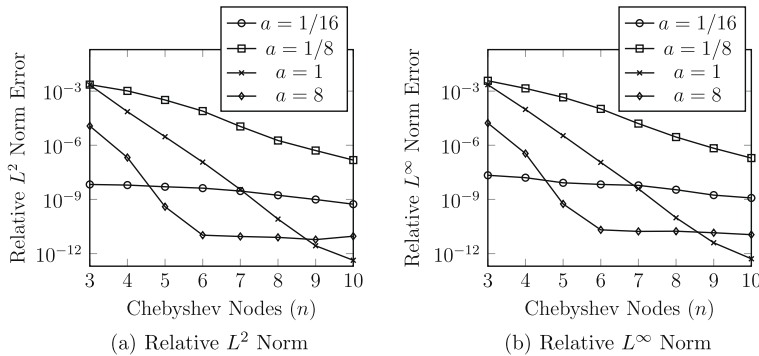 a = 1/16
a = 1/8
a = 1
a = 8
Relative L² Norm Error
10⁻³
10⁻⁶
10⁻⁹
10⁻¹²
3 4 5 6 7 8 9 10
Chebyshev Nodes (n)
(a) Relative L² Norm
a = 1/16
a = 1/8
a = 1
a = 8
Relative L∞ Norm Error
10⁻³
10⁻⁶
10⁻⁹
10⁻¹²
3 4 5 6 7 8 9 10
Chebyshev Nodes (n)
(b) Relative L∞ Norm